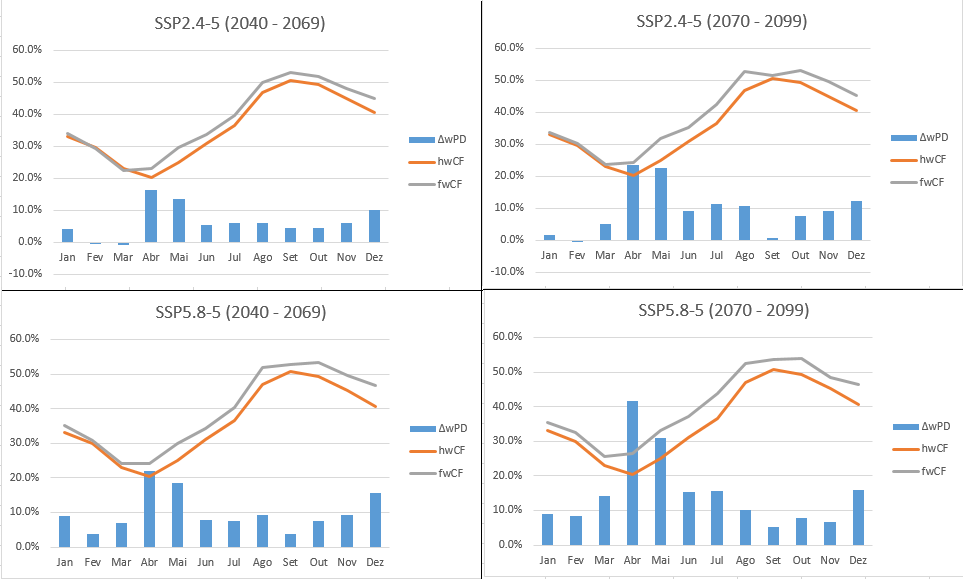 SSP2.4-5 (2040 - 2069)
60.0%
50.0%
40.0%
30.0%
20.0%
10.0%
0.0%
-10.0%
Jan Fev Mar Abr Mai Jun Jul Ago Set Out Nov Dez
ΔwPD
hwCF
fwCF
SSP2.4-5 (2070 - 2099)
60.0%
50.0%
40.0%
30.0%
20.0%
10.0%
0.0%
-10.0%
Jan Fev Mar Abr Mai Jun Jul Ago Set Out Nov Dez
ΔwPD
hwCF
fwCF
SSP5.8-5 (2040 - 2069)
60.0%
50.0%
40.0%
30.0%
20.0%
10.0%
0.0%
Jan Fev Mar Abr Mai Jun Jul Ago Set Out Nov Dez
ΔwPD
hwCF
fwCF
SSP5.8-5 (2070 - 2099)
60.0%
50.0%
40.0%
30.0%
20.0%
10.0%
0.0%
Jan Fev Mar Abr Mai Jun Jul Ago Set Out Nov Dez
ΔwPD
hwCF
fwCF